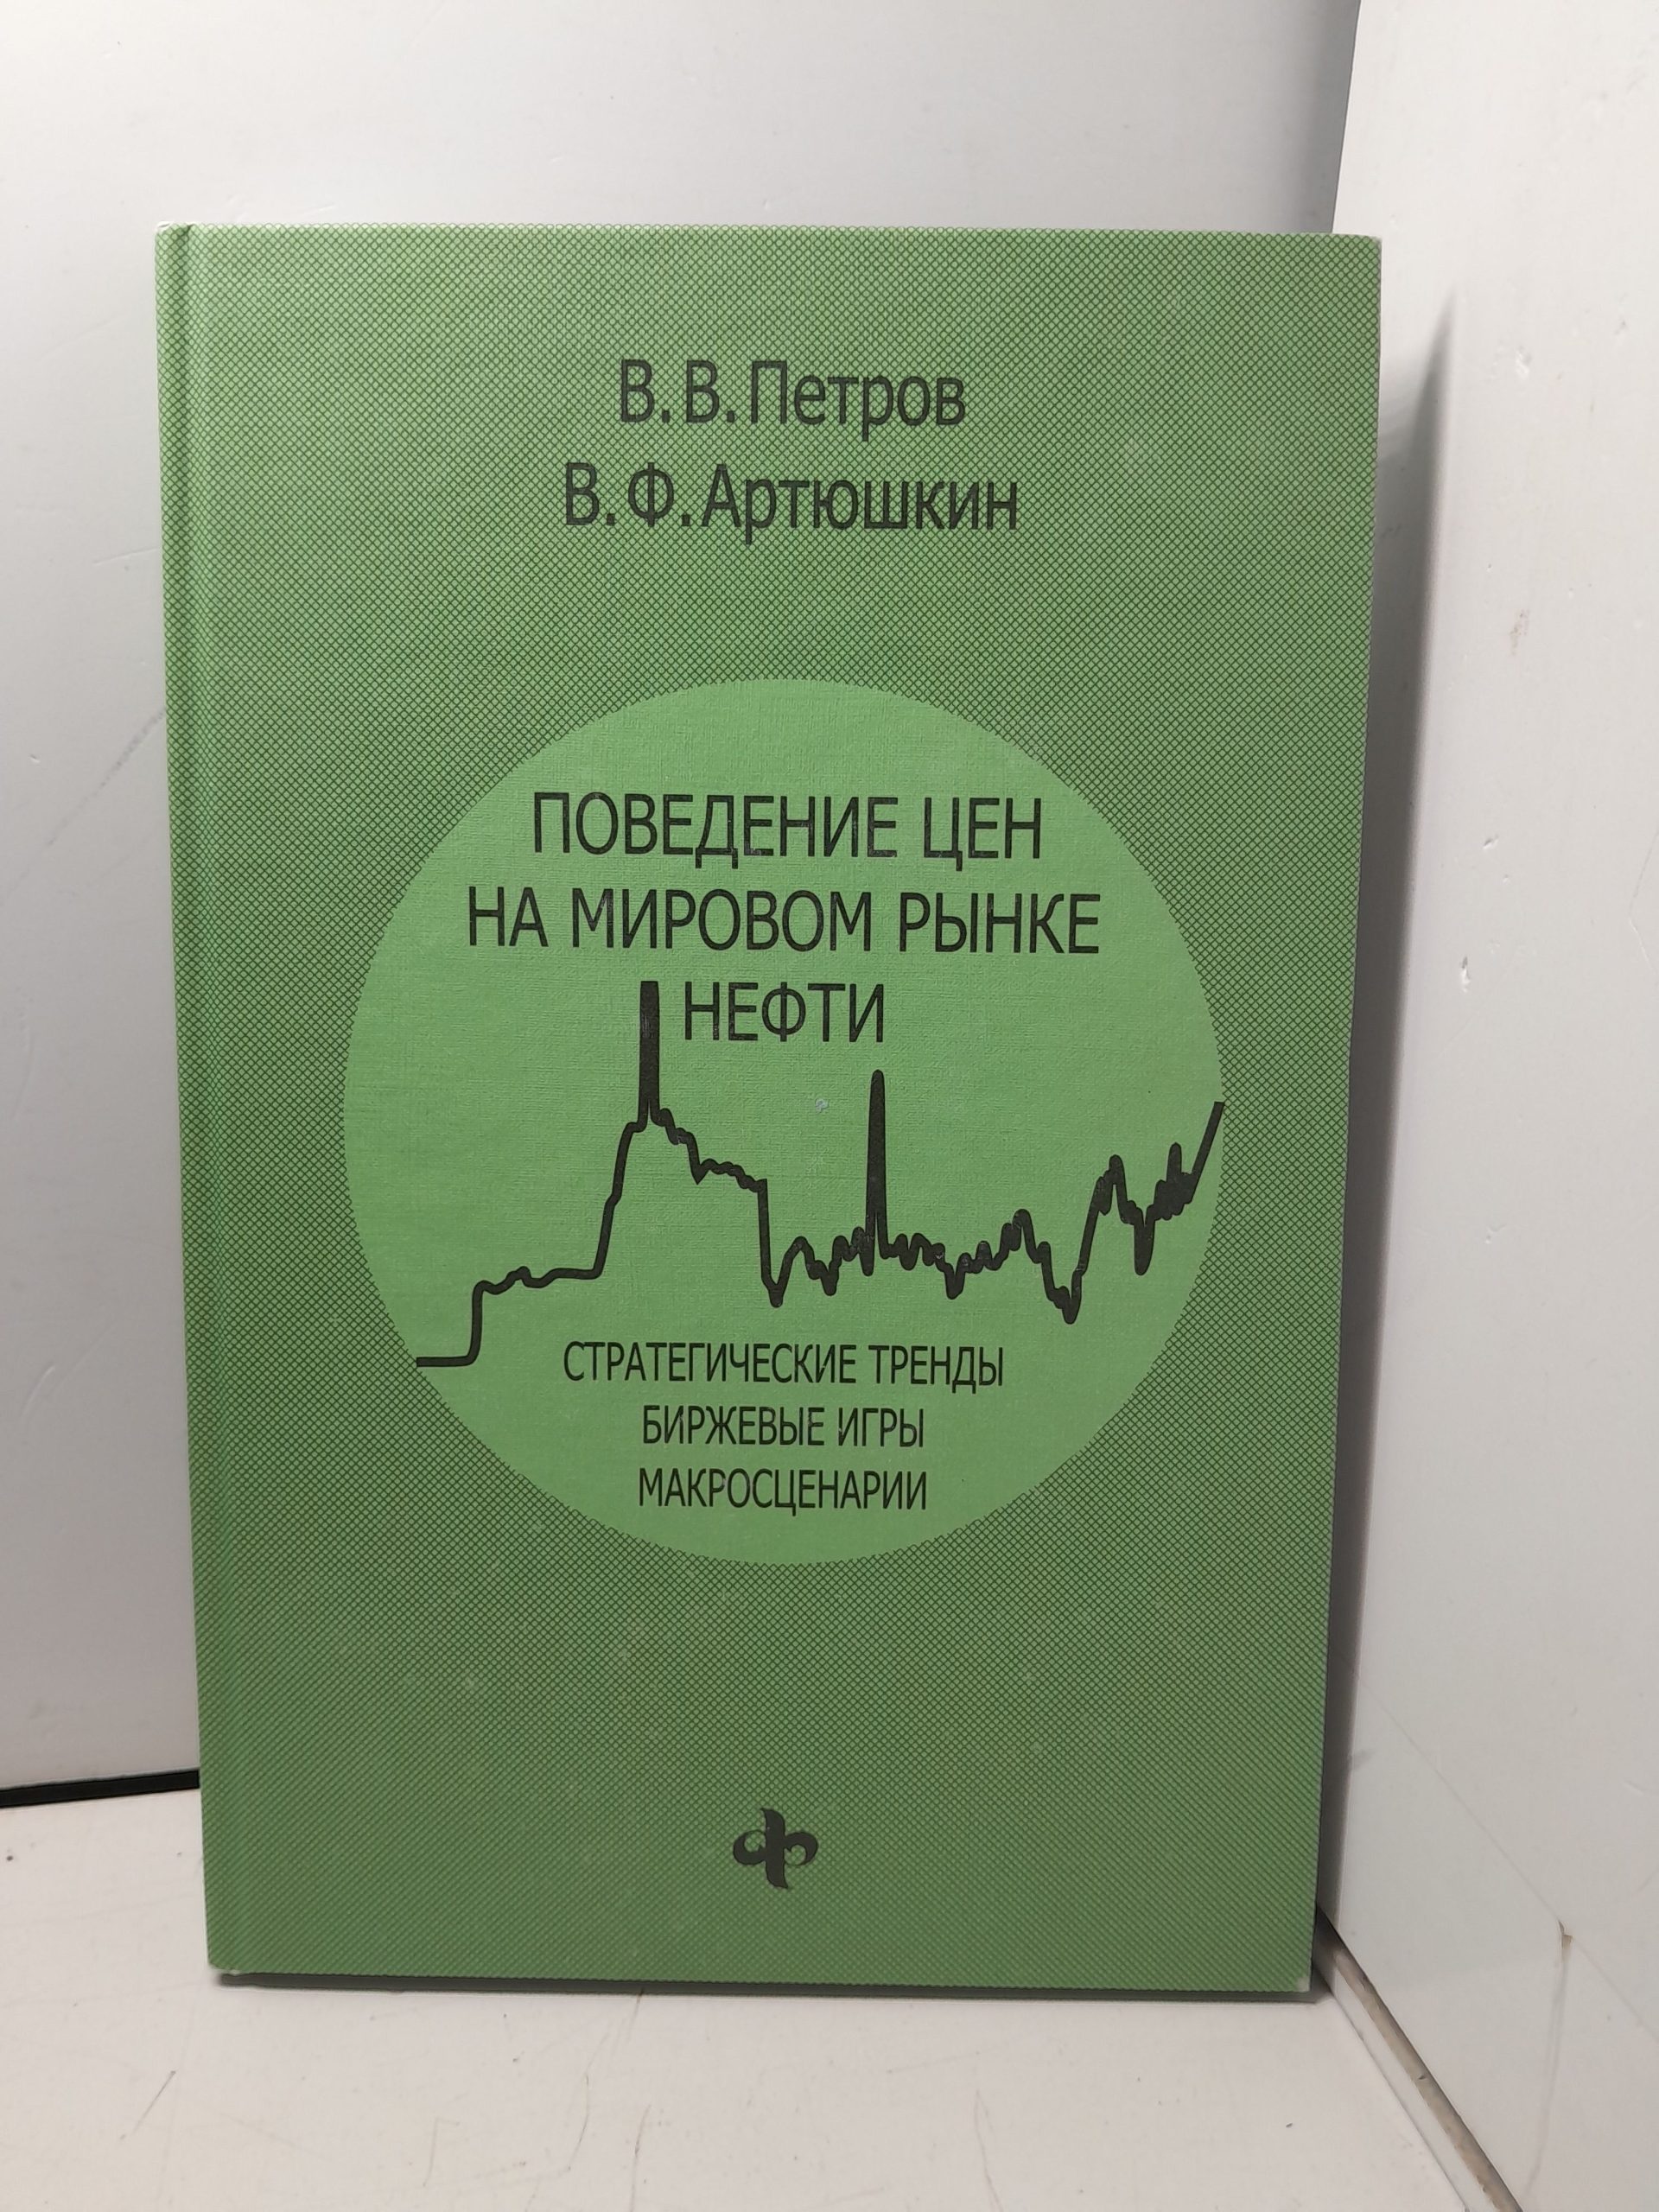 В. В. Петров
В. Ф. Артюшкин
ПОВЕДЕНИЕ ЦЕН
НА МИРОВОМ РЫНКЕ
НЕФТИ
СТРАТЕГИЧЕСКИЕ ТРЕНДЫ
БИРЖЕВЫЕ ИГРЫ
МАКРОСЦЕНАРИИ